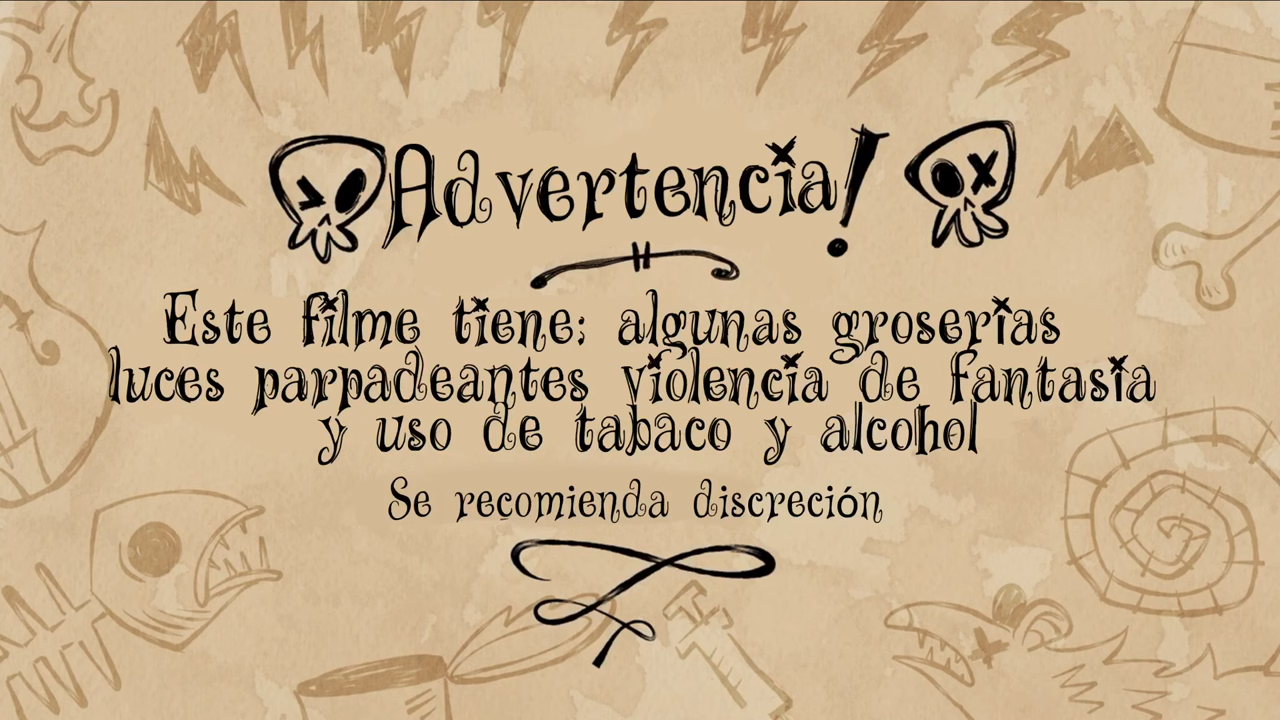 Advertencia!
Este filme tiene: algunas groserías
luces parpadeantes violencia de fantasía
y uso de tabaco y alcohol
Se recomienda discreción